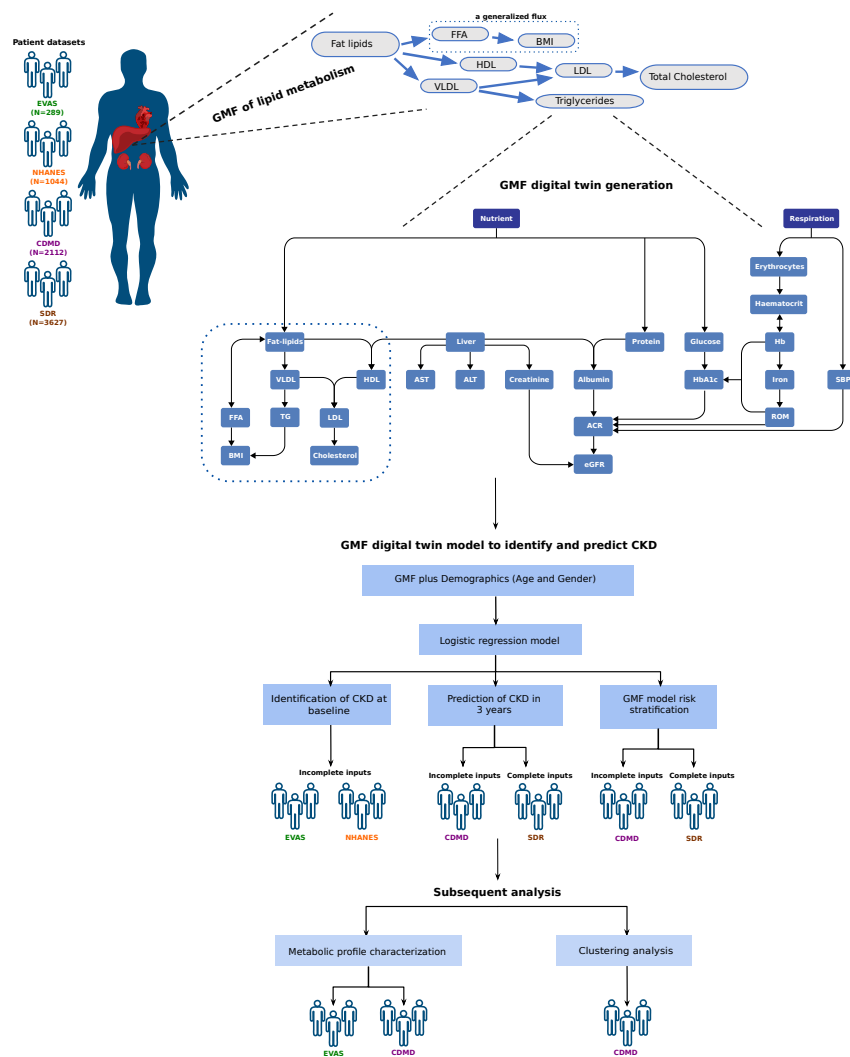 Patient datasets
EVAS
(N=289)
NHANES
(N=1044)
CDMD
(N=2112)
SDR
(N=3627)
GMF of lipid metabolism
a generalized flux
Fat lipids
FFA
BMI
HDL
VLDL
LDL
Total Cholesterol
Triglycerides
GMF digital twin generation
Nutrient
Respiration
Erythrocytes
Haematocrit
Fat-lipids
Liver
Protein
Glucose
Hb
VLDL
HDL
AST
ALT
Creatinine
Albumin
HbA1c
Iron
SBP
FFA
TG
LDL
ACR
ROM
BMI
Cholesterol
eGFR
GMF digital twin model to identify and predict CKD
GMF plus Demographics (Age and Gender)
Logistic regression model
Identification of CKD at
baseline
Prediction of CKD in
3 years
GMF model risk
stratification
Incomplete inputs
Incomplete inputs
Complete inputs
Incomplete inputs
Complete inputs
EVAS
NHANES
CDMD
SDR
CDMD
SDR
Subsequent analysis
Metabolic profile characterization
Clustering analysis
EVAS
CDMD
CDMD